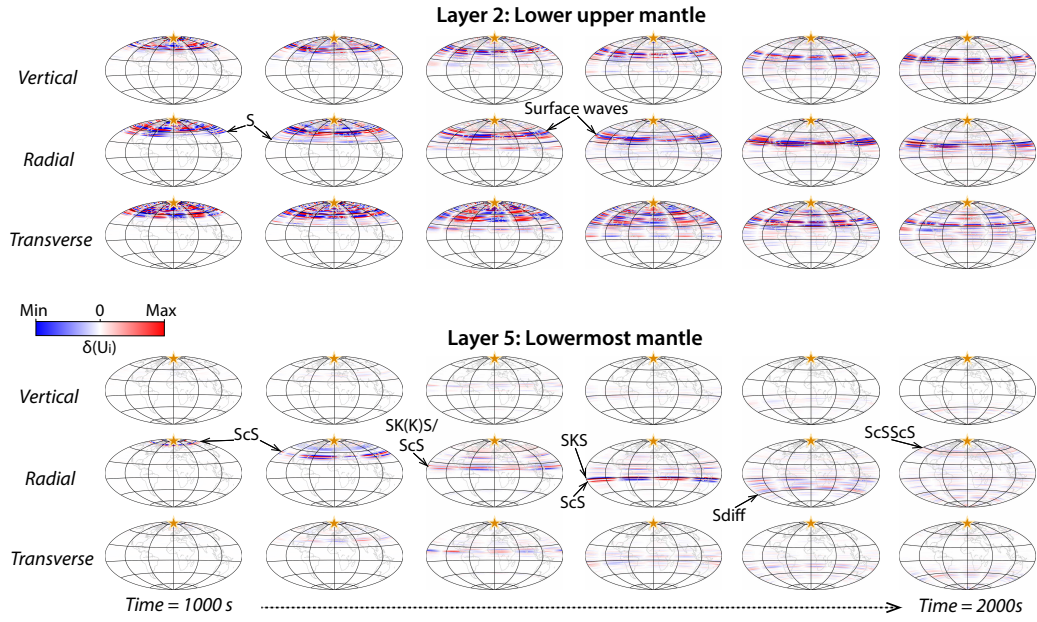 Layer 2: Lower upper mantle
Vertical
S
Surface waves
Radial
Transverse
Min 0 Max
δ(Ui)
Layer 5: Lowermost mantle
Vertical
ScS
SK(K)S/
ScS
SKS
ScS
Sdiff
ScSScS
Radial
Transverse
Time = 1000 s
Time = 2000s